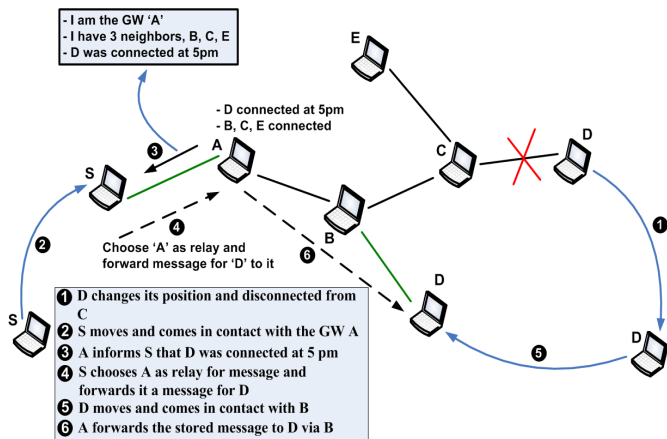 - I am the GW ‘A’
- I have 3 neighbors, B, C, E
- D was connected at 5pm
E
- D connected at 5pm
- B, C, E connected
A
C
D
3
S
B
1
4
2
Choose ‘A’ as relay and
forward message for ‘D’ to it
6
D
S
D
5
1 D changes its position and disconnected from
C
2 S moves and comes in contact with the GW A
3 A informs S that D was connected at 5 pm
4 S chooses A as relay for message and
forwards it a message for D
5 D moves and comes in contact with B
6 A forwards the stored message to D via B